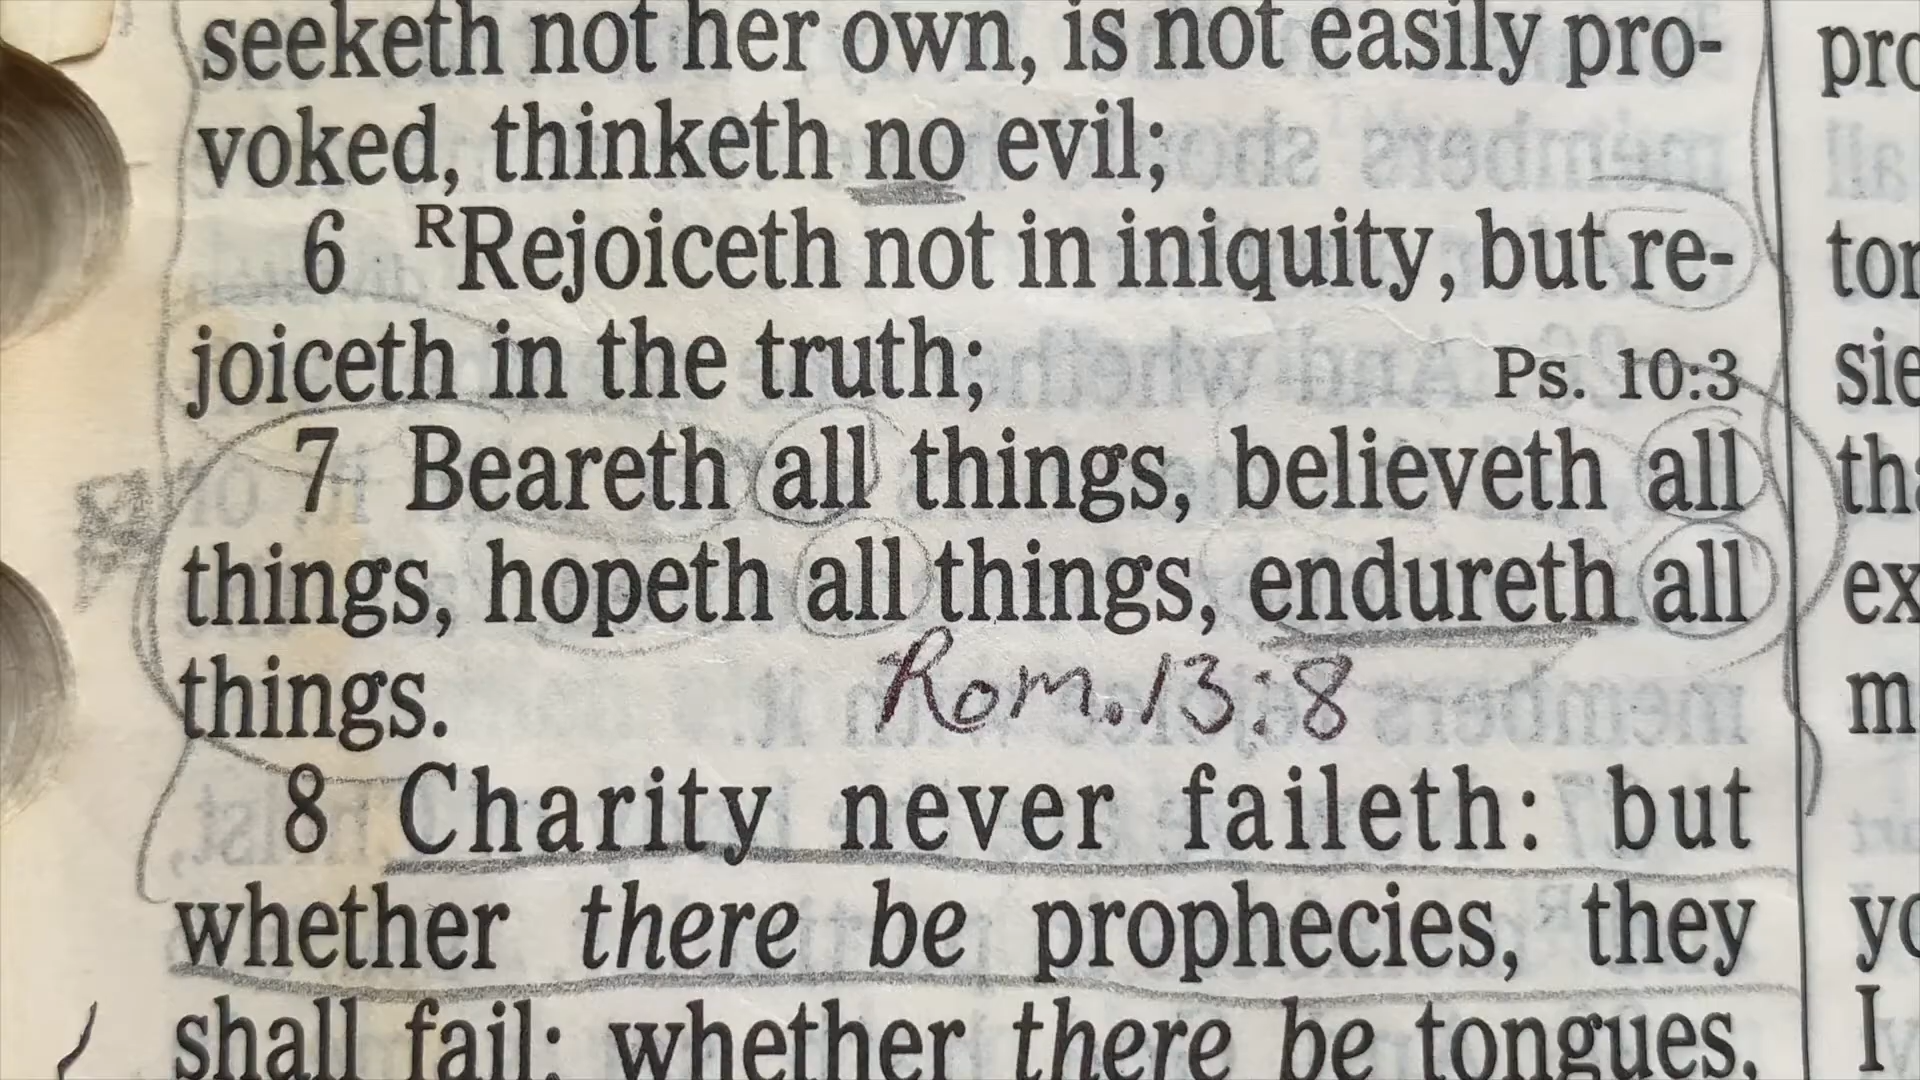 seeketh not her own, is not easily pro-
voked, thinketh no evil;
6 RRejoiceth not in iniquity, but re-
joiceth in the truth; Ps. 10:3
7 Beareth all things, believeth all
things, hopeth all things, endureth all
things. Rom. 13:8
8 Charity never faileth: but
whether there be prophecies, they
shall fail; whether there be tongues,